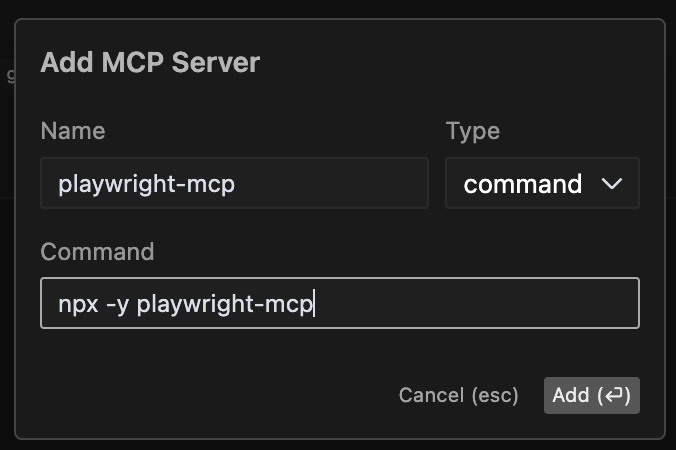 Add MCP Server
Name
Type
playwright-mcp
command
Command
npx -y playwright-mcp
Cancel (esc)
Add (⏎)